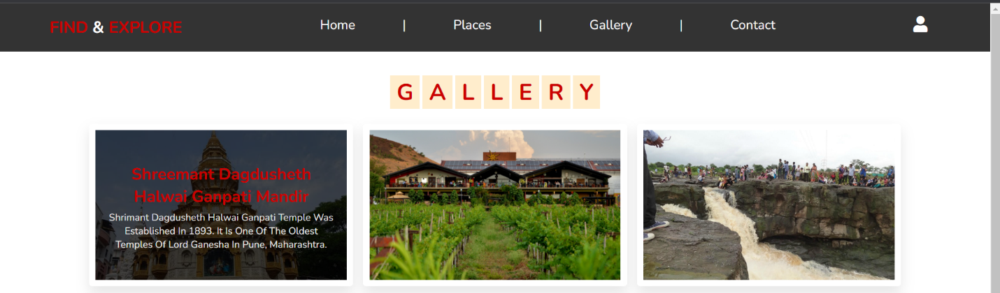 FIND & EXPLORE
Home | Places | Gallery | Contact
GALLERY
Shreemant Dagdusheth
Halwai Ganpati Mandir
Shrimant Dagdusheth Halwai Ganpati Temple Was
Established In 1893. It Is One Of The Oldest
Temples Of Lord Ganesha In Pune, Maharashtra.